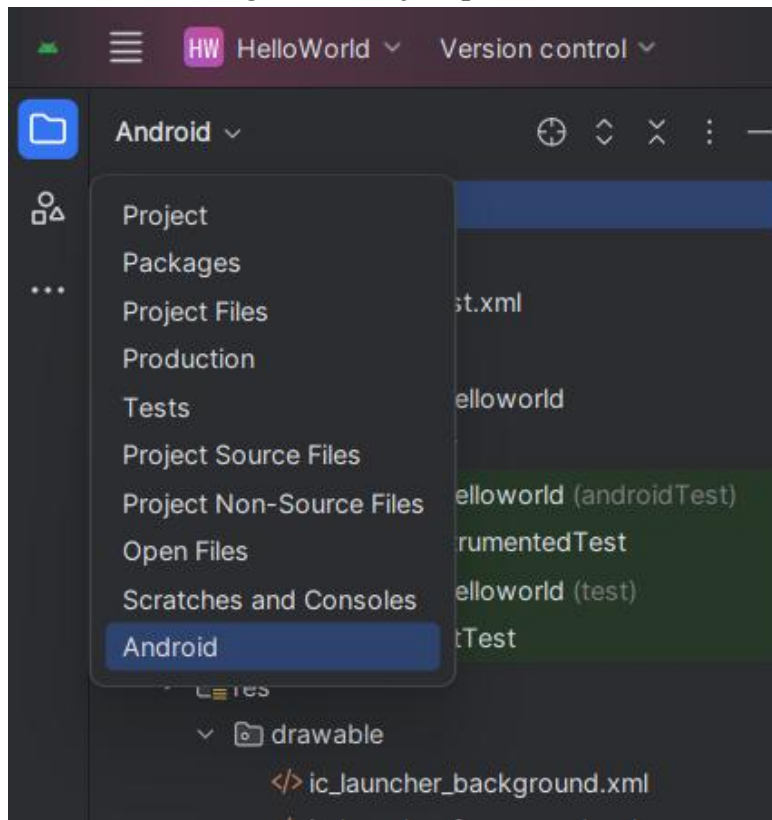 HW HelloWorld Version control
Android
Project
Packages
Project Files
st.xml
Production
Tests
elloworld
Project Source Files
Project Non-Source Files
elloworld (androidTest)
Open Files
rumentedTest
Scratches and Consoles
elloworld (test)
Android
tTest
res
drawable
</> ic_launcher_background.xml